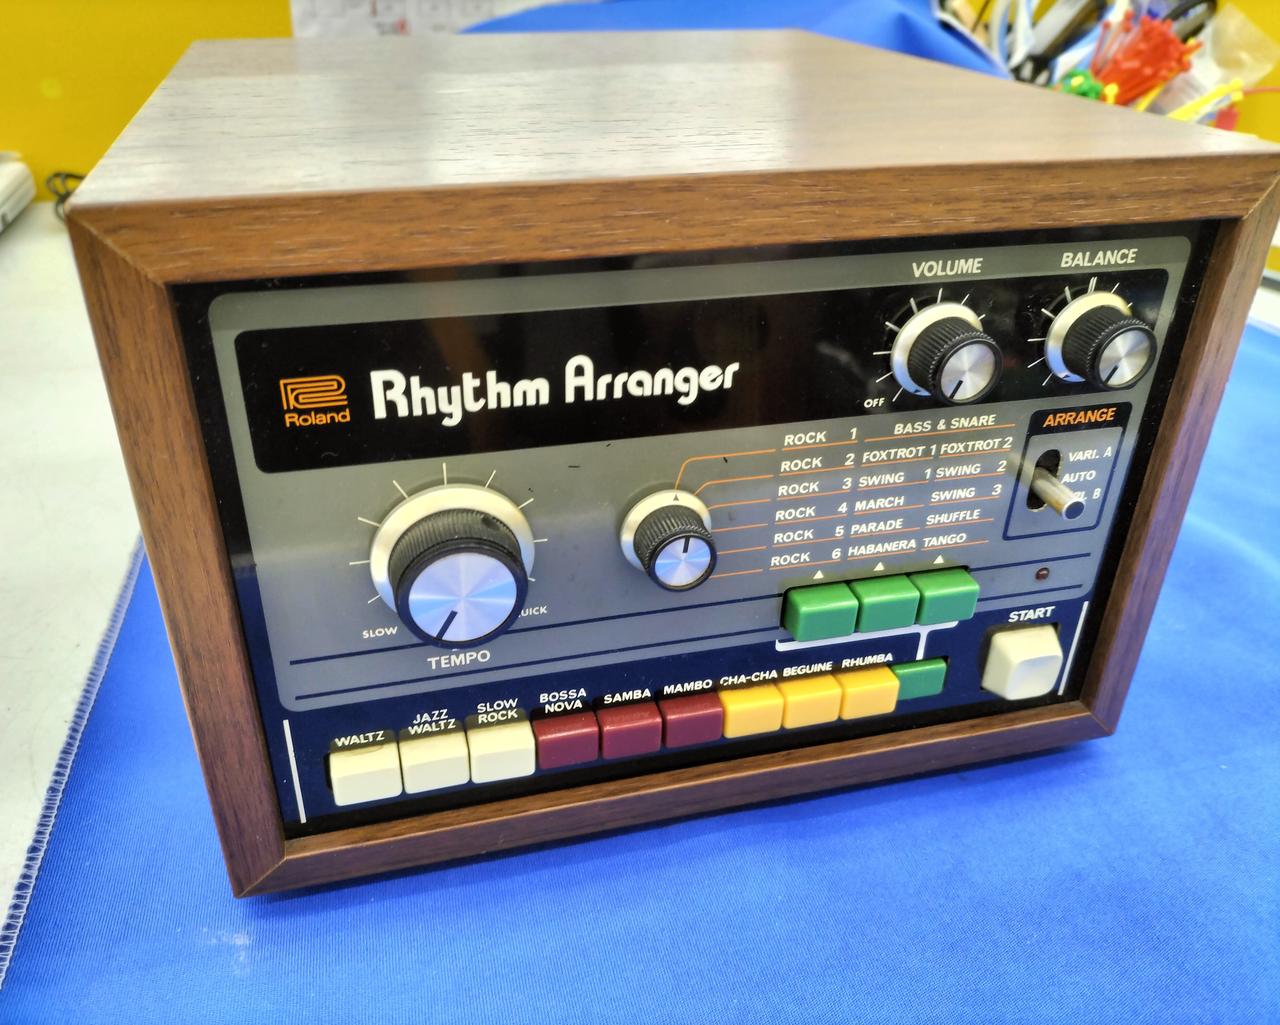 VOLUME BALANCE
Roland
Rhythm Arranger
OFF
ARRANGE
VARI. A
AUTO
B
BASS & SNARE
ROCK 1
ROCK 2 FOXTROT 1 FOXTROT 2
ROCK 3 SWING 1 SWING 2
ROCK 4 MARCH SWING 3
ROCK 5 PARADE SHUFFLE
ROCK 6 HABANERA TANGO
SLOW UICK
TEMPO
START
WALTZ
JAZZ
WALTZ
SLOW
ROCK
BOSSA
NOVA
SAMBA
MAMBO
CHA-CHA
BEGUINE
RHUMBA